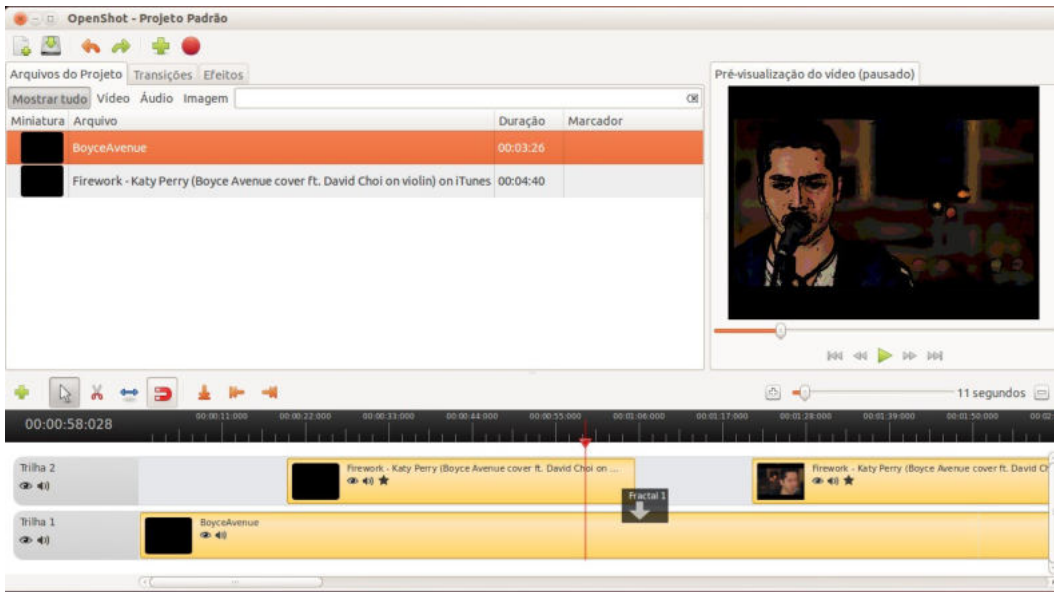 OpenShot - Projeto Padrão
Arquivos do Projeto Transições Efeitos
Pré-visualização do vídeo (pausado)
Mostrar tudo Vídeo Áudio Imagem
Miniatura Arquivo Duração Marcador
BoyceAvenue 00:03:26
Firework - Katy Perry (Boyce Avenue cover ft. David Choi on violin) on iTunes 00:04:40
11 segundos
00:00:58:028
00:00:11:000 00:00:22:000 00:00:33:000 00:00:44:000 00:00:55:000 00:01:06:000 00:01:17:000 00:01:28:000 00:01:39:000 00:01:50:000 00:02
Trilha 2
Firework - Katy Perry (Boyce Avenue cover ft. David Choi on ...
Firework - Katy Perry (Boyce Avenue cover ft. David Ch
Fractal 1
Trilha 1
BoyceAvenue